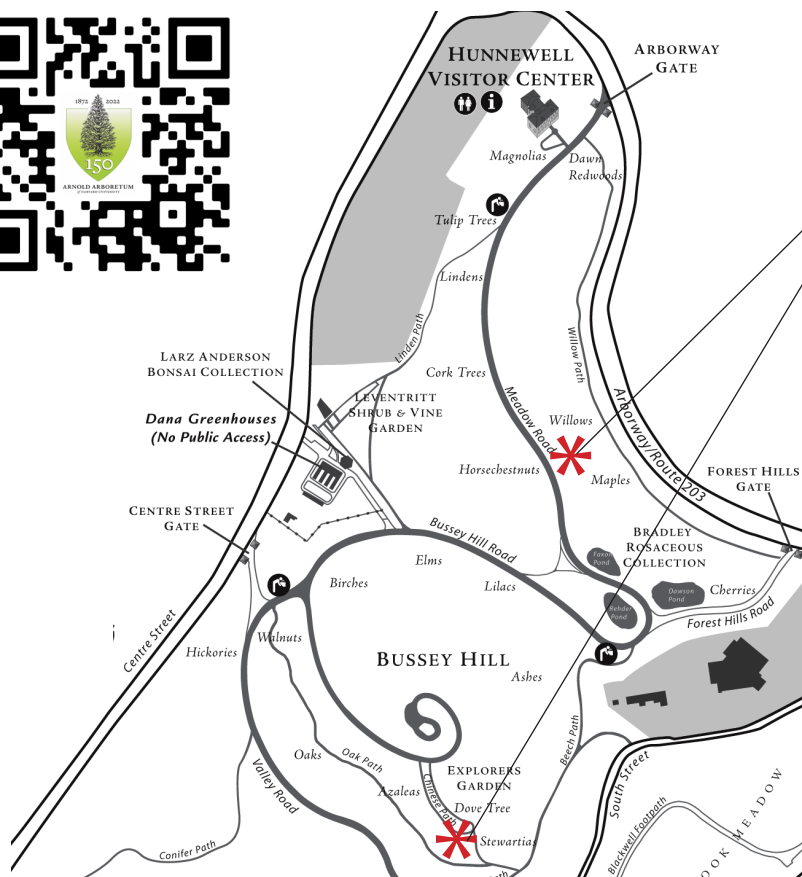 1872
2022
150
ARNOLD ARBORETUM
of HARVARD UNIVERSITY
HUNNEWELL
VISITOR CENTER
ARBORWAY
GATE
Magnolias
Dawn
Redwoods
Tulip Trees
Lindens
Linden Path
Willow Path
LARZ ANDERSON
BONSAI COLLECTION
Cork Trees
LEVENTRITT
SHRUB & VINE
GARDEN
Dana Greenhouses
(No Public Access)
Meadow Road
Willows
Arborway/Route 203
Horsechestnuts
Maples
FOREST HILLS
GATE
CENTRE STREET
GATE
Bussey Hill Road
BRADLEY
ROSACEOUS
COLLECTION
Faxon
Pond
Elms
Birches
Lilacs
Dawson
Pond
Cherries
Rehder
Pond
Forest Hills Road
Centre Street
Walnuts
Hickories
BUSSEY HILL
Ashes
Beech Path
Oaks
Oak Path
Valley Road
EXPLORERS
GARDEN
Azaleas
Chinese Path
Dove Tree
Stewartias
South Street
Blackwell Footpath
OOK MEADOW
Conifer Path